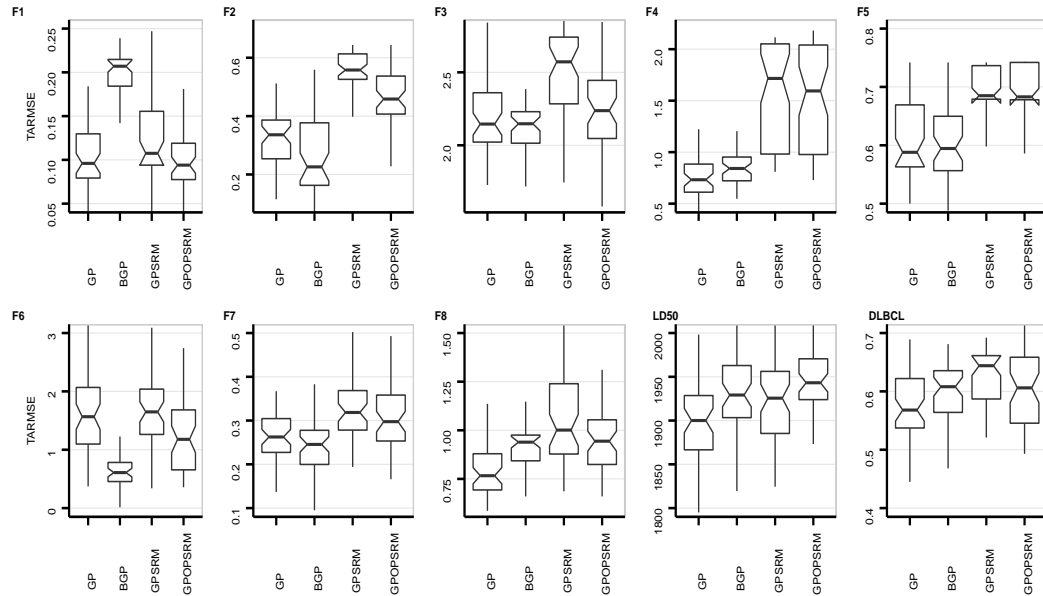 F1
F2
F3
F4
F5
TARMSE
0.05 0.10 0.15 0.20 0.25
0.2 0.4 0.6
2.0 2.5
0.5 1.0 1.5 2.0
0.5 0.6 0.7 0.8
GP BGP GPSRM GPOPSRM
GP BGP GPSRM GPOPSRM
GP BGP GPSRM GPOPSRM
GP BGP GPSRM GPOPSRM
GP BGP GPSRM GPOPSRM
F6
F7
F8
LD50
DLBCL
TARMSE
0 1 2 3
0.1 0.2 0.3 0.4 0.5
0.75 1.00 1.25 1.50
1800 1850 1900 1950 2000
0.4 0.5 0.6 0.7
GP BGP GPSRM GPOPSRM
GP BGP GPSRM GPOPSRM
GP BGP GPSRM GPOPSRM
GP BGP GPSRM GPOPSRM
GP BGP GPSRM GPOPSRM